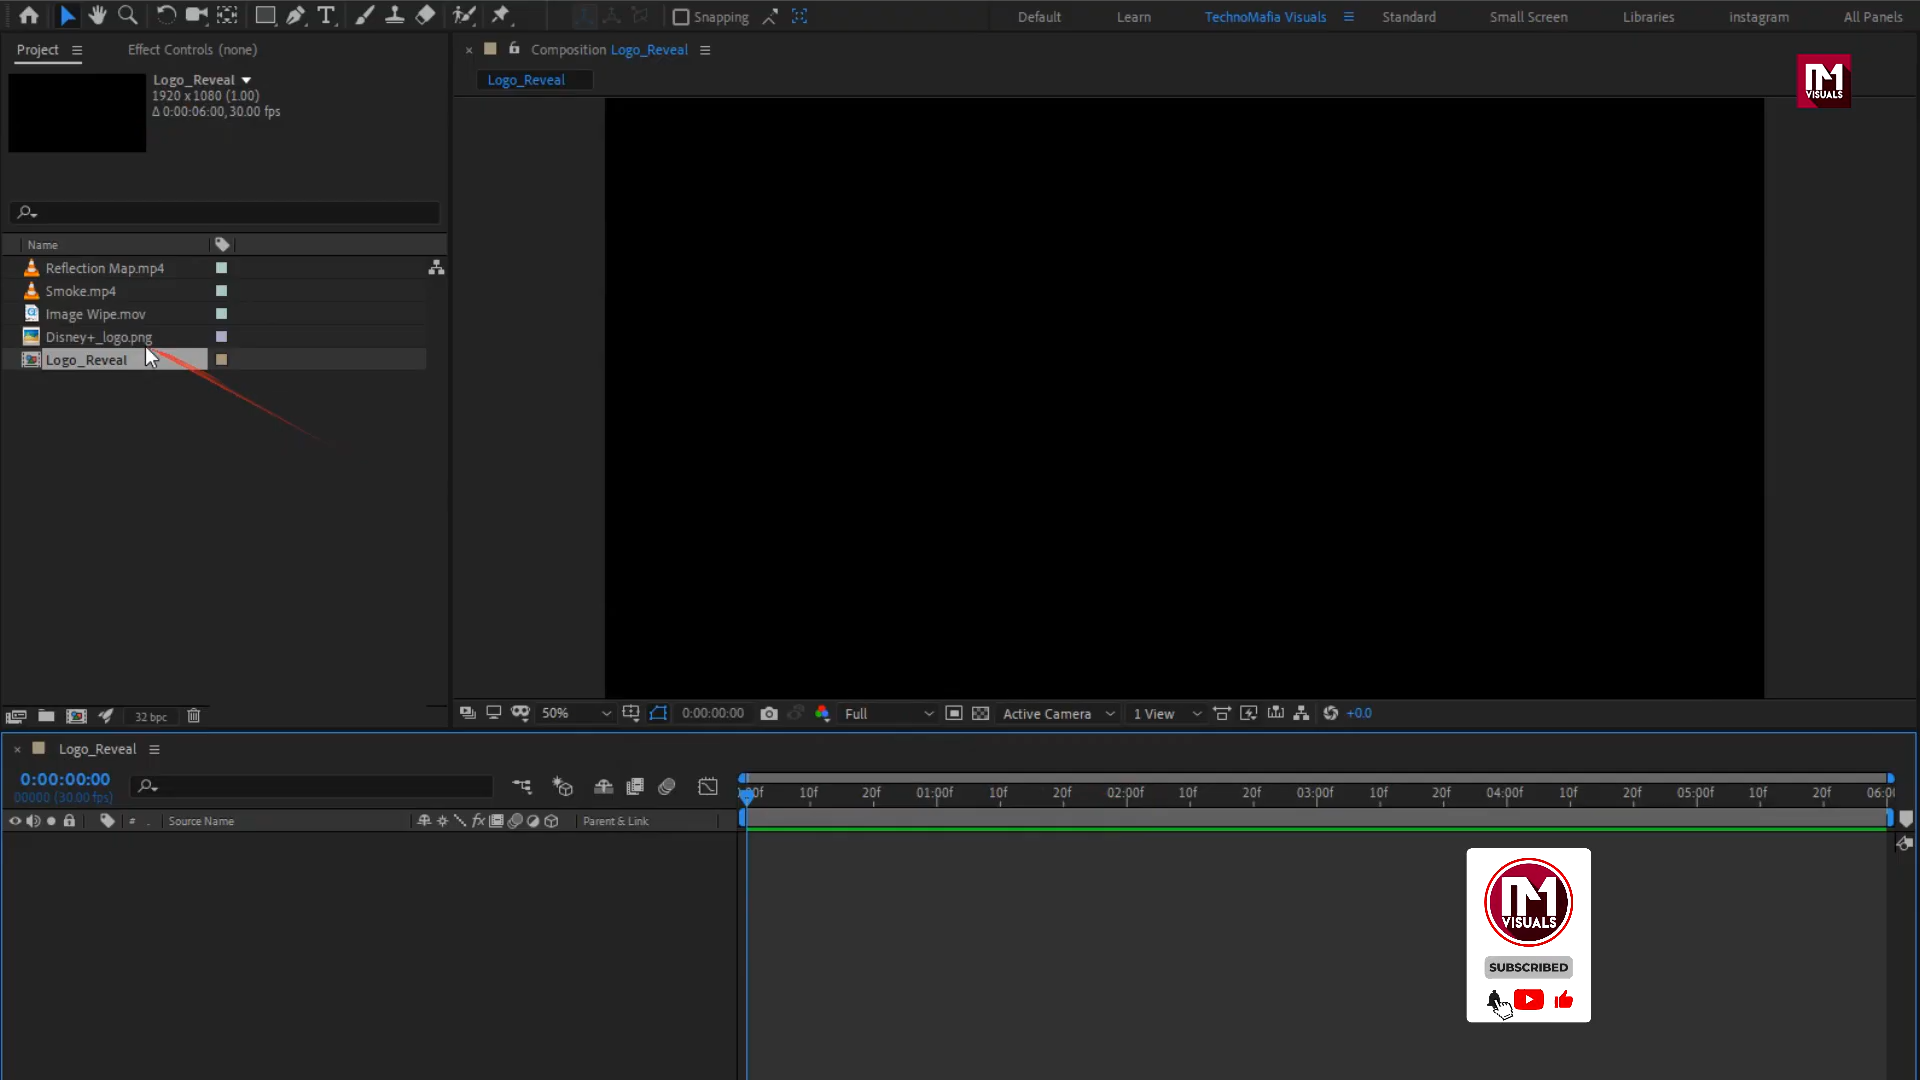 Snapping
Default
Learn
TechnoMafia Visuals
Standard
Small Screen
Libraries
instagram
All Panels
Project
Effect Controls (none)
Composition Logo_Reveal
Logo_Reveal
1920 x 1080 (1.00)
Δ 0:00:06:00, 30.00 fps
Logo_Reveal
VISUALS
Name
Reflection Map.mp4
Smoke.mp4
Image Wipe.mov
Disney+_logo.png
Logo_Reveal
32 bpc
50%
0:00:00:00
Full
Active Camera
1 View
+0.0
Logo_Reveal
0:00:00:00
00000 (30.00 fps)
10f
20f
01:00f
10f
20f
02:00f
10f
20f
03:00f
10f
20f
04:00f
10f
20f
05:00f
10f
20f
#
Source Name
Parent & Link
VISUALS
SUBSCRIBED